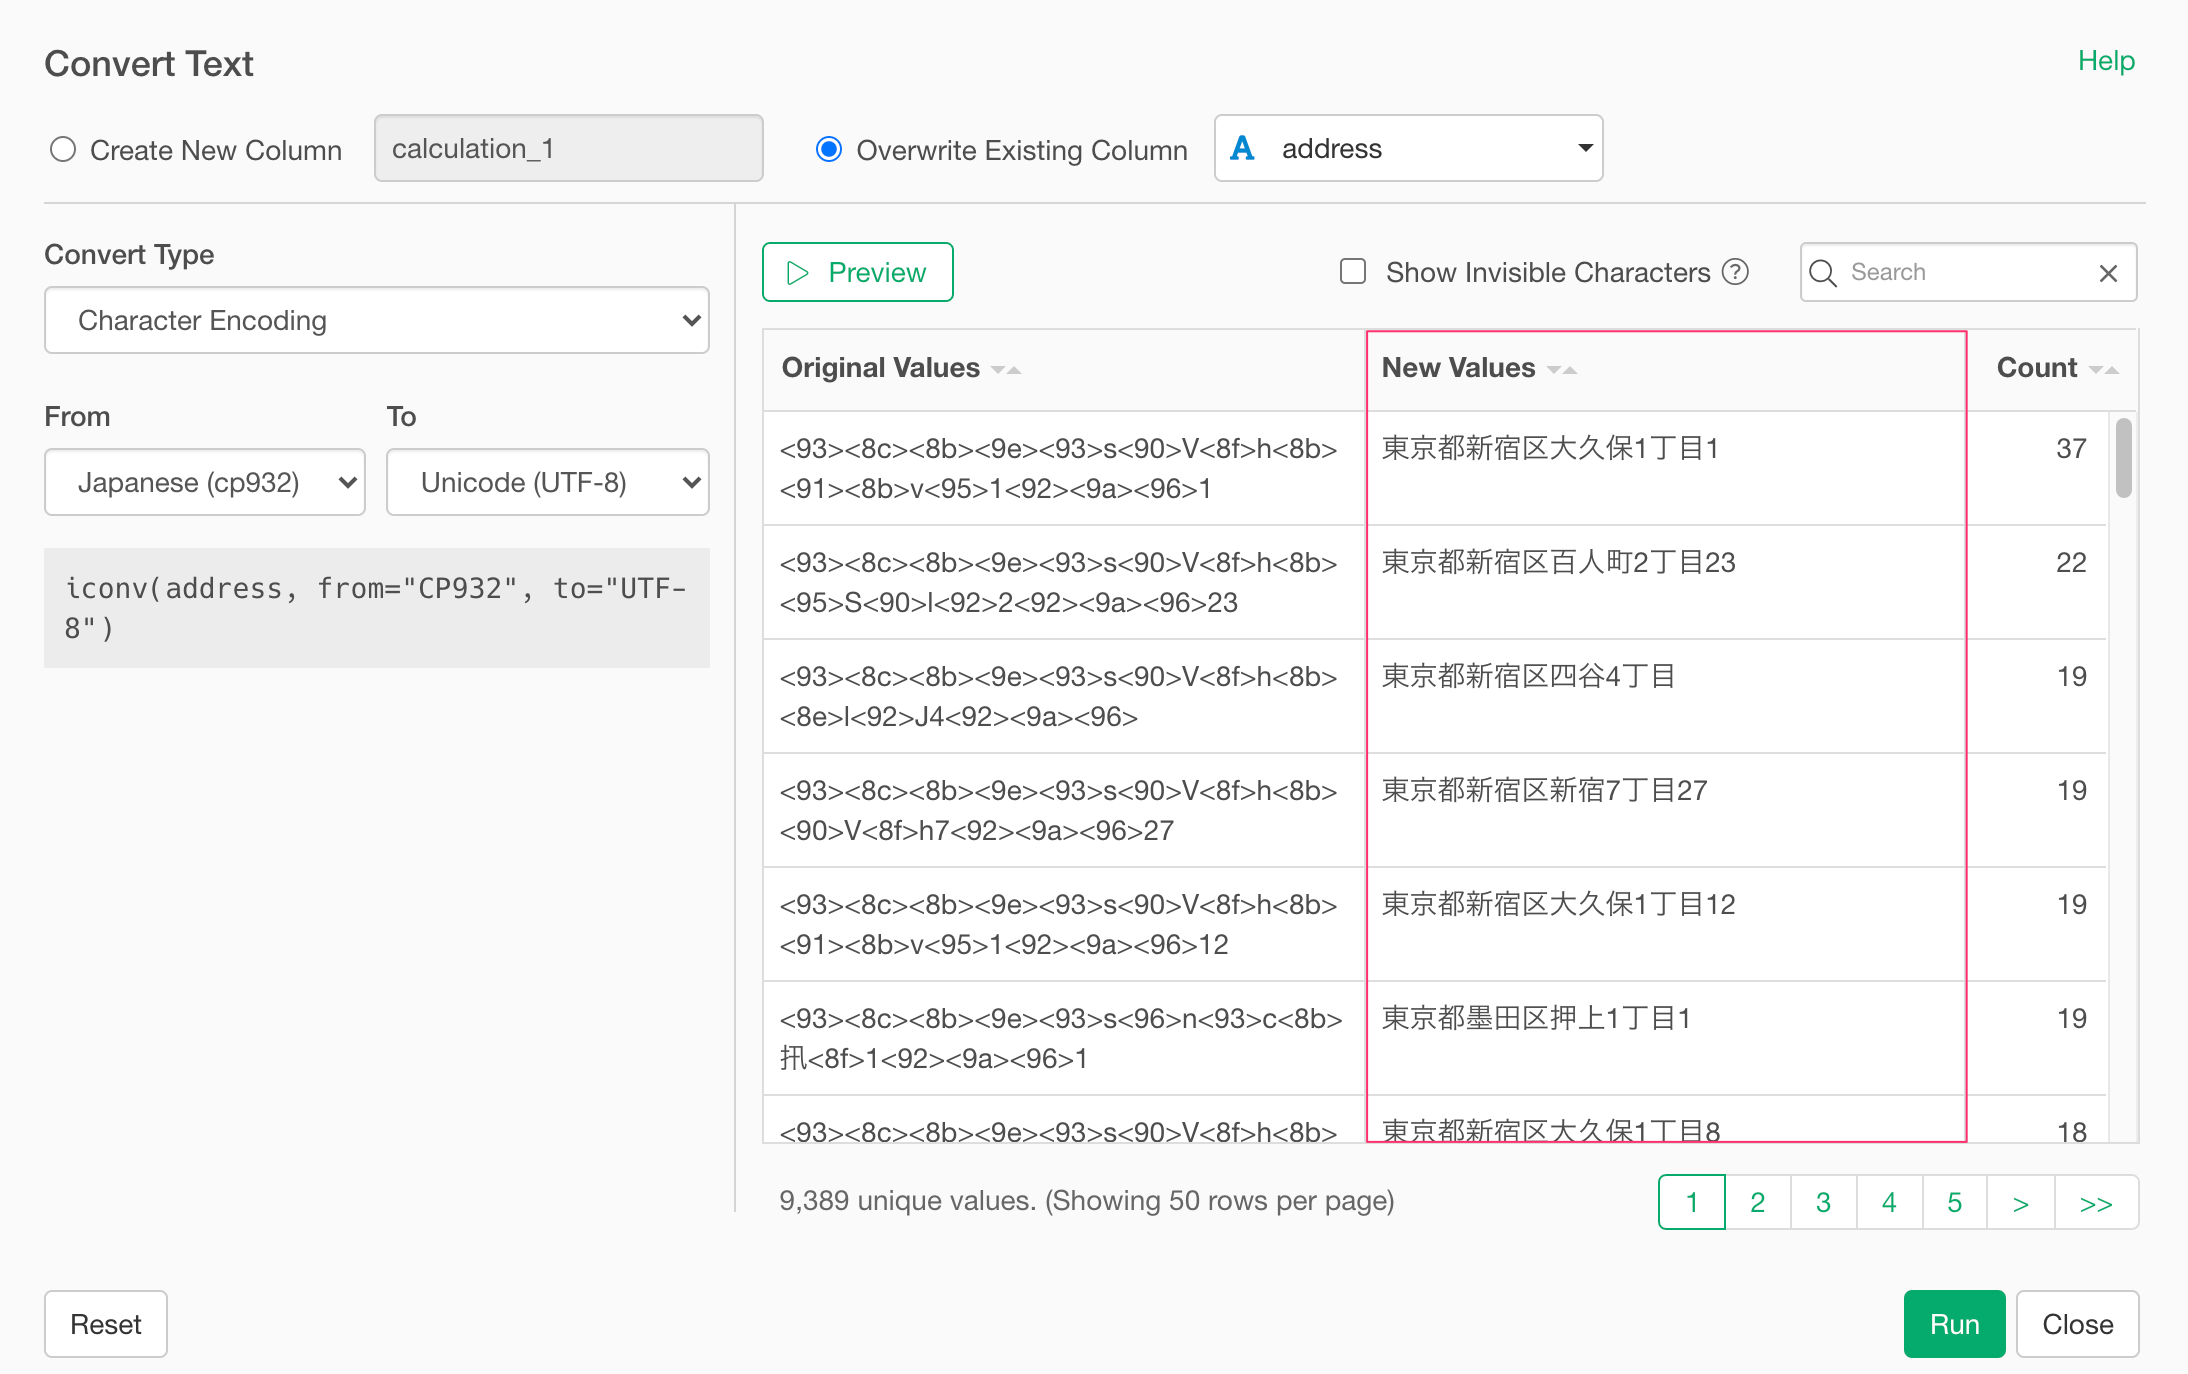 Convert Text
Help
Create New Column
calculation_1
Overwrite Existing Column
A address
Convert Type
Character Encoding
From
To
Japanese (cp932)
Unicode (UTF-8)
iconv(address, from="CP932", to="UTF-
8")
Preview
Show Invisible Characters ?
Search
Original Values
New Values
Count
<93><8c><8b><9e><93>s<90>V<8f>h<8b>
<91><8b>v<95>1<92><9a><96>1
東京都新宿区大久保1丁目1
37
<93><8c><8b><9e><93>s<90>V<8f>h<8b>
<95>S<90>l<92>2<92><9a><96>23
東京都新宿区百人町2丁目23
22
<93><8c><8b><9e><93>s<90>V<8f>h<8b>
<8e>l<92>J4<92><9a><96>
東京都新宿区四谷4丁目
19
<93><8c><8b><9e><93>s<90>V<8f>h<8b>
<90>V<8f>h7<92><9a><96>27
東京都新宿区新宿7丁目27
19
<93><8c><8b><9e><93>s<90>V<8f>h<8b>
<91><8b>v<95>1<92><9a><96>12
東京都新宿区大久保1丁目12
19
<93><8c><8b><9e><93>s<96>n<93>c<8b>
㧈<8f>1<92><9a><96>1
東京都墨田区押上1丁目1
19
<93><8c><8b><9e><93>s<90>V<8f>h<8b>
東京都新宿区大久保1丁目8
18
9,389 unique values. (Showing 50 rows per page)
1 2 3 4 5 > >>
Reset
Run
Close